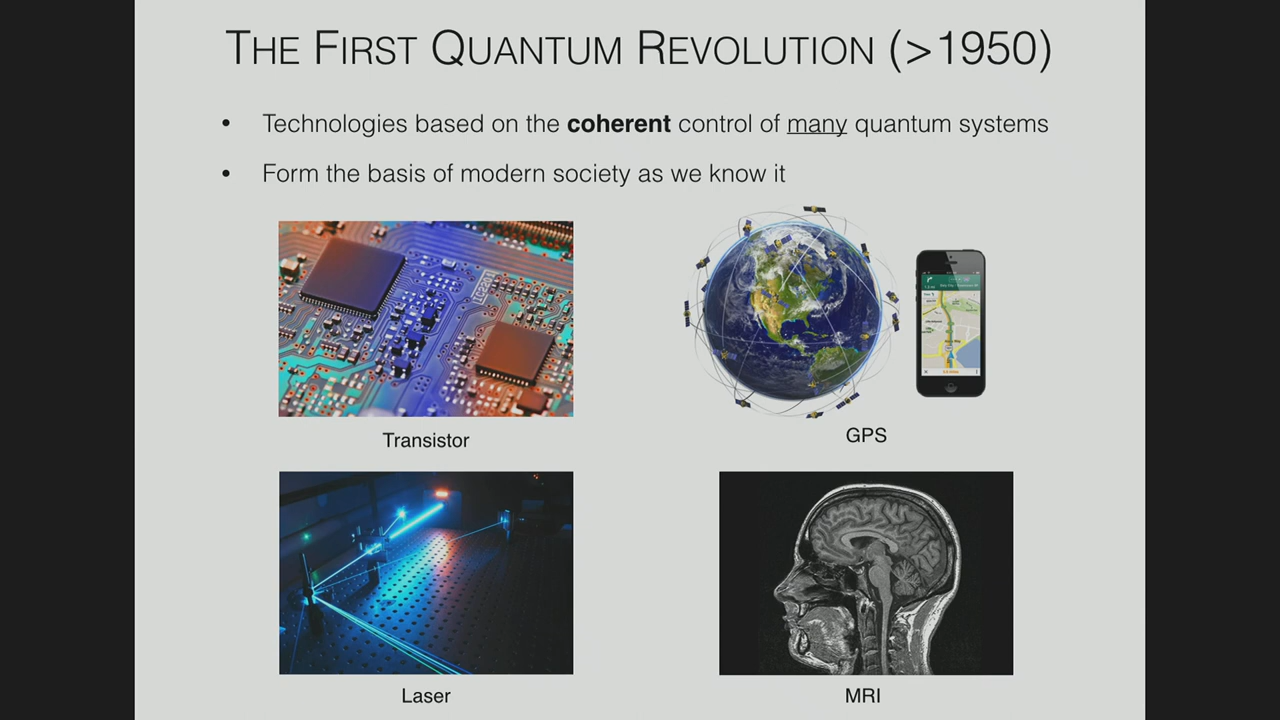 THE FIRST QUANTUM REVOLUTION (>1950)
• Technologies based on the coherent control of many quantum systems
• Form the basis of modern society as we know it
Transistor
GPS
Laser
MRI